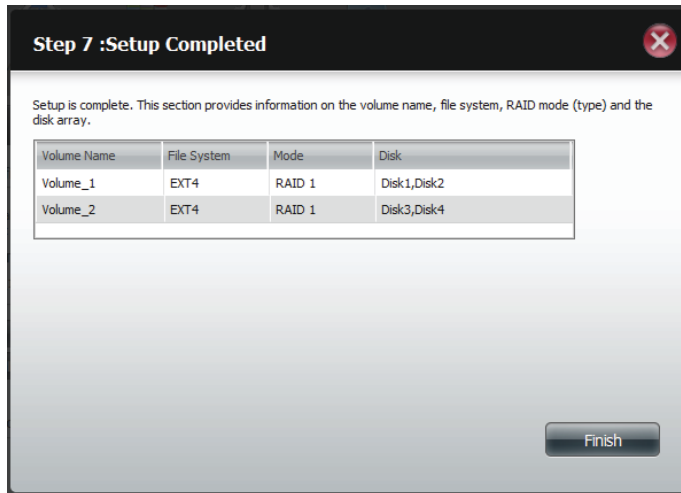 Step 7 :Setup Completed
Setup is complete. This section provides information on the volume name, file system, RAID mode (type) and the
disk array.
Volume Name File System Mode Disk
Volume_1 EXT4 RAID 1 Disk1,Disk2
Volume_2 EXT4 RAID 1 Disk3,Disk4
Finish